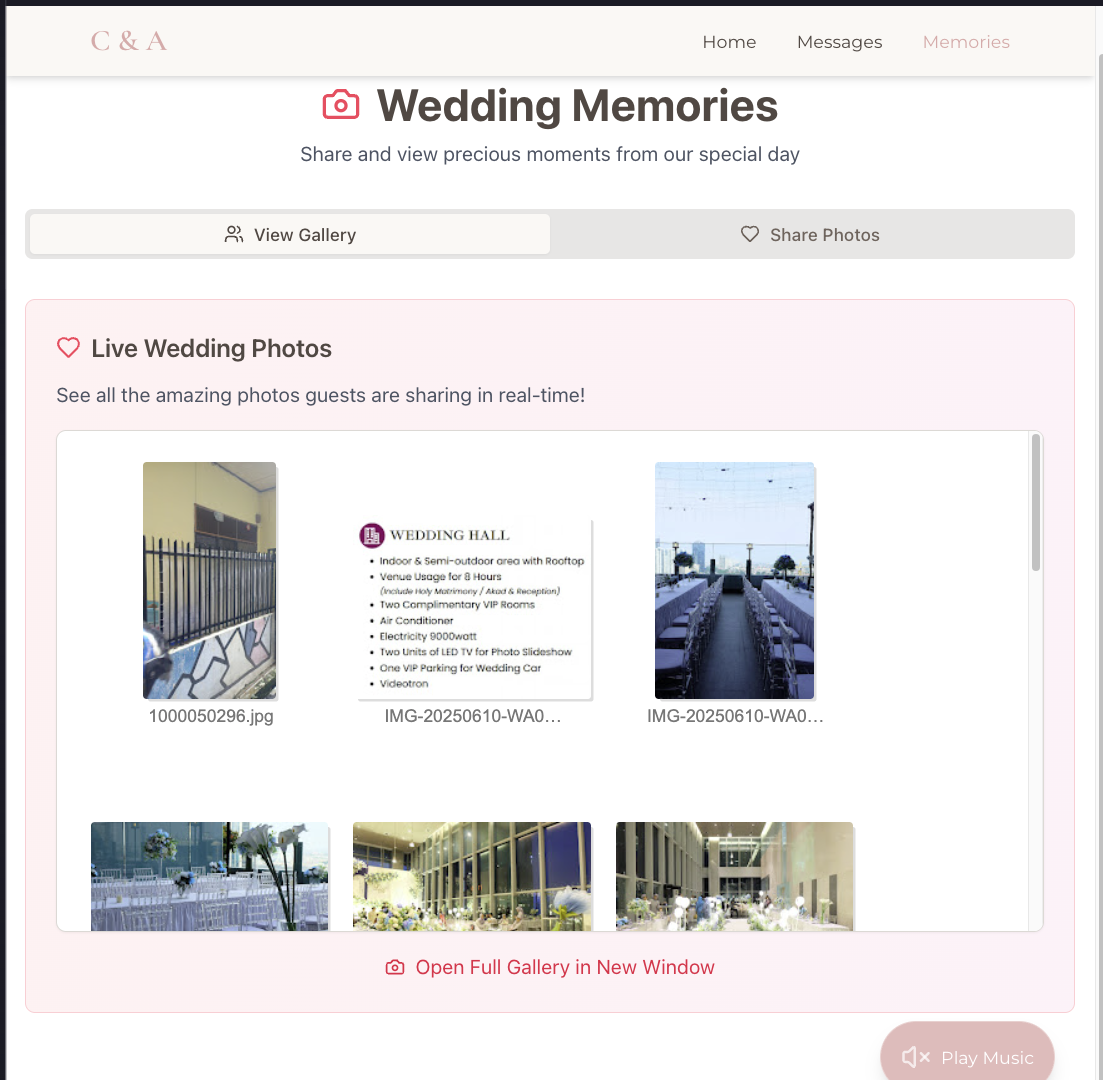 C & A
Home
Messages
Memories
Wedding Memories
Share and view precious moments from our special day
View Gallery
Share Photos
Live Wedding Photos
See all the amazing photos guests are sharing in real-time!
WEDDING HALL
• Indoor & Semi-outdoor area with Rooftop
• Venue Usage for 8 Hours
(Include Holy Matrimony / Akad & Reception)
• Two Complimentary VIP Rooms
• Air Conditioner
• Electricity 9000watt
• Two Units of LED TV for Photo Slideshow
• One VIP Parking for Wedding Car
• Videotron
1000050296.jpg
IMG-20250610-WA0...
IMG-20250610-WA0...
Open Full Gallery in New Window
Play Music